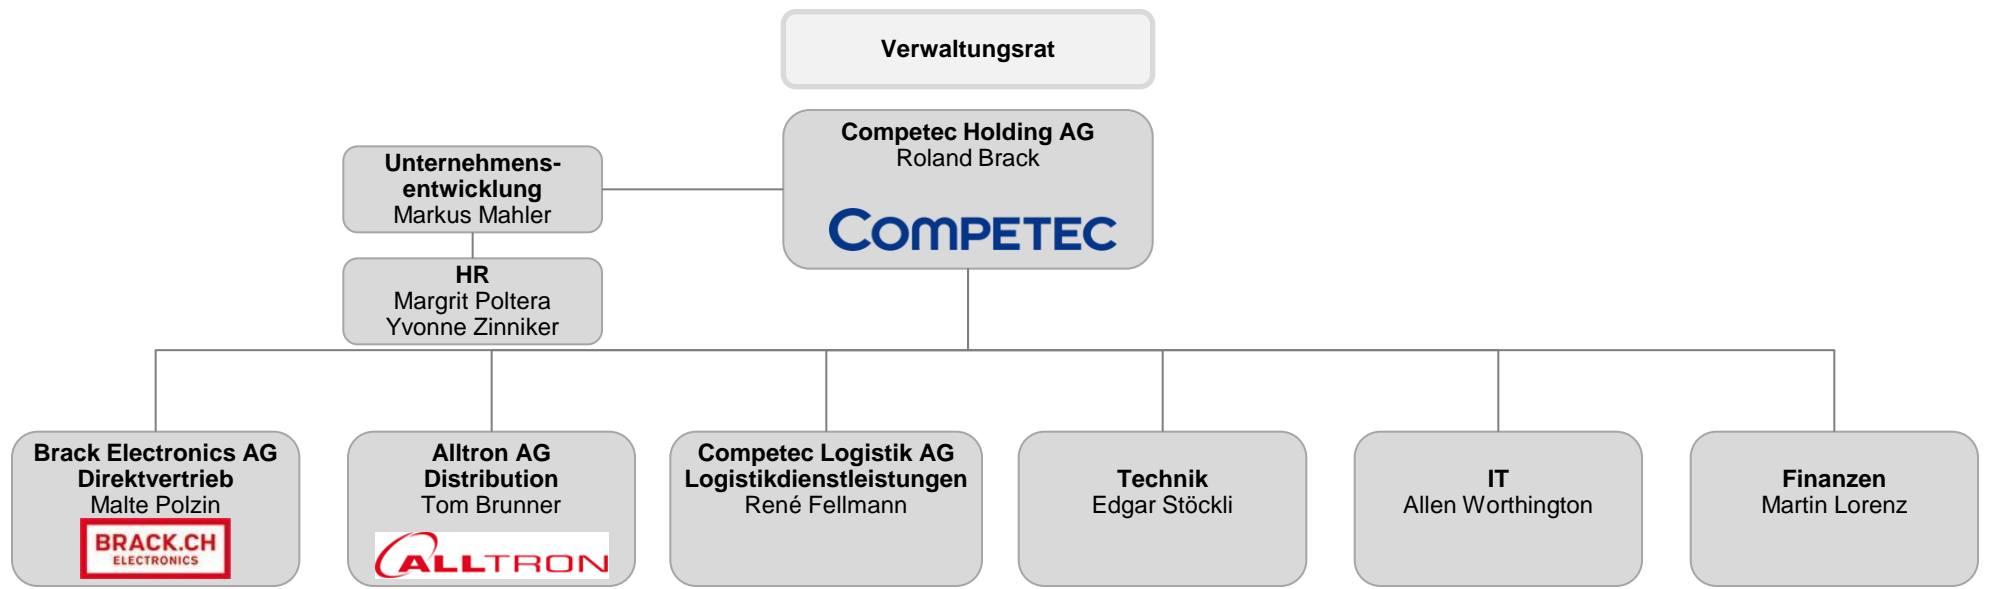 Verwaltungsrat
Competec Holding AG
Roland Brack
COMPETEC
Unternehmens-
entwicklung
Markus Mahler
HR
Margrit Poltera
Yvonne Zinniker
Brack Electronics AG
Direktvertrieb
Malte Polzin
BRACK.CH
ELECTRONICS
Alltron AG
Distribution
Tom Brunner
ALLTRON
Competec Logistik AG
Logistikdienstleistungen
René Fellmann
Technik
Edgar Stöckli
IT
Allen Worthington
Finanzen
Martin Lorenz